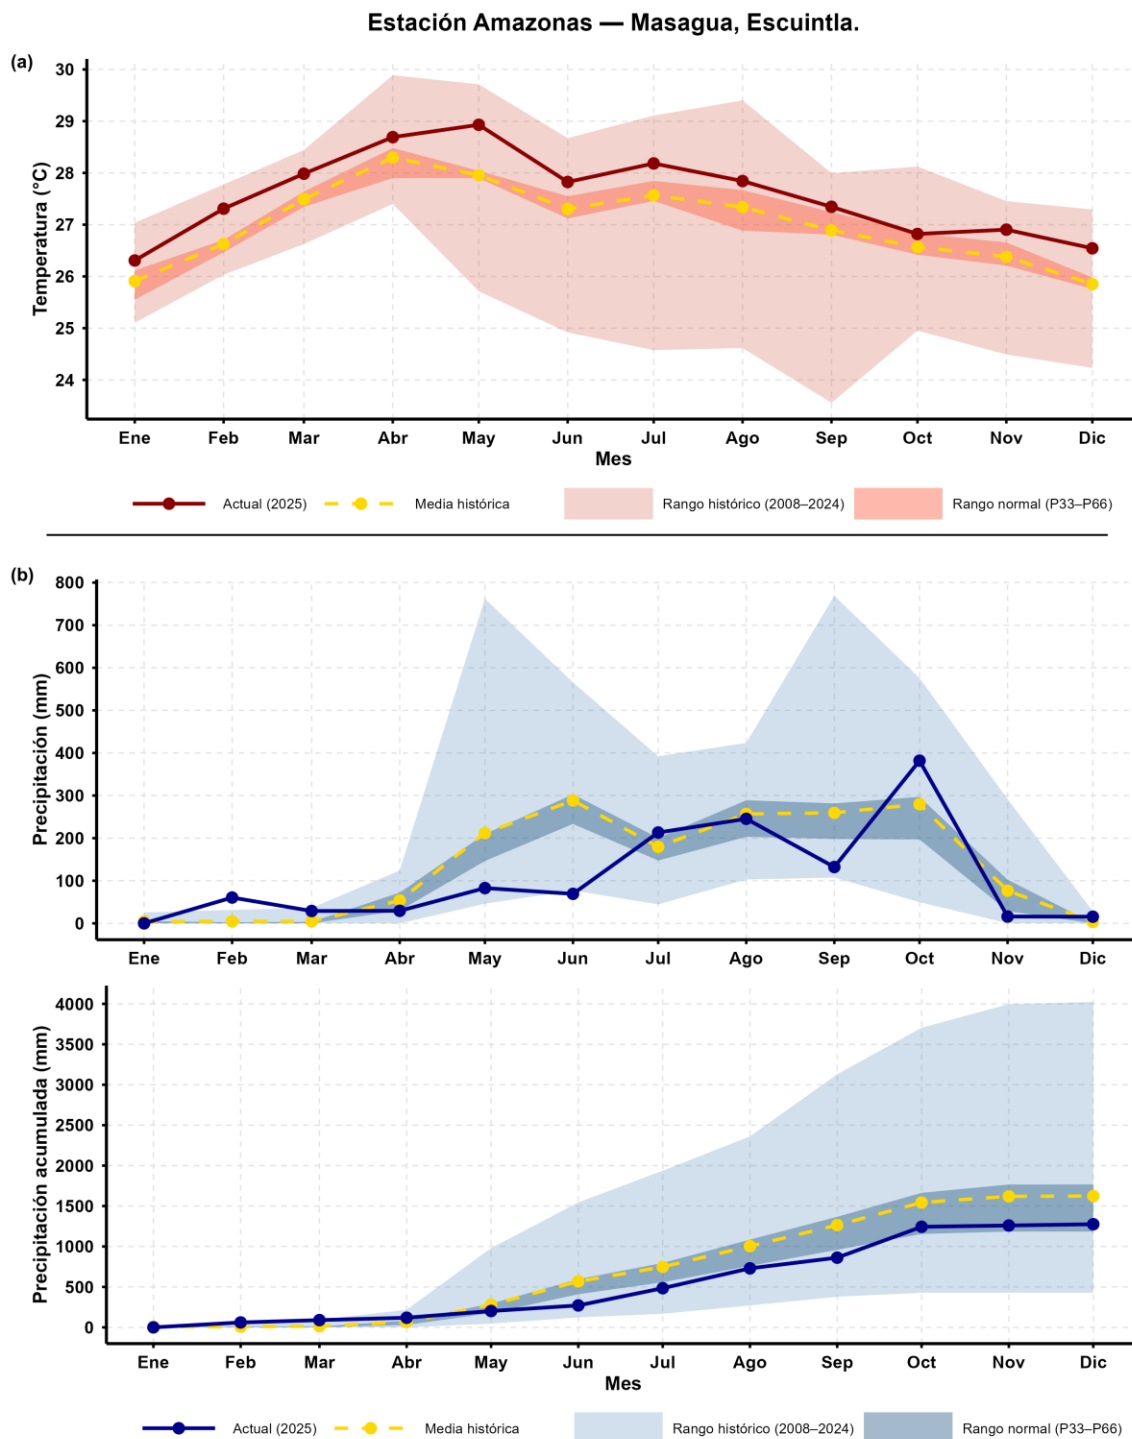 Estación Amazonas — Masagua, Escuintla.
(a)
Temperatura (°C)
30
29
28
27
26
25
24
Ene Feb Mar Abr May Jun Jul Ago Sep Oct Nov Dic
Mes
Actual (2025) Media histórica Rango histórico (2008–2024) Rango normal (P33–P66)
(b)
Precipitación (mm)
800
700
600
500
400
300
200
100
0
Ene Feb Mar Abr May Jun Jul Ago Sep Oct Nov Dic
Precipitación acumulada (mm)
4000
3500
3000
2500
2000
1500
1000
500
0
Ene Feb Mar Abr May Jun Jul Ago Sep Oct Nov Dic
Mes
Actual (2025) Media histórica Rango histórico (2008–2024) Rango normal (P33–P66)